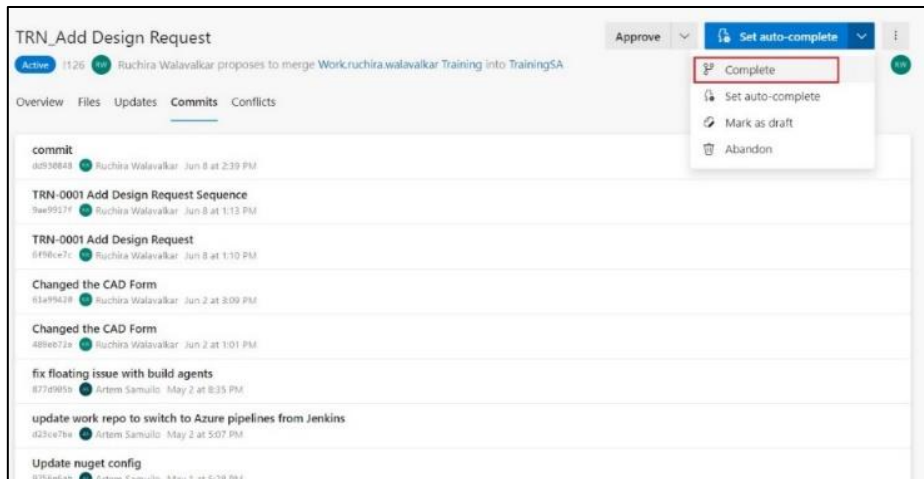 TRN_Add Design Request
Approve
Set auto-complete
Active !126 RW Ruchira Walavalkar proposes to merge Work.ruchira.walavalkar Training into TrainingSA
Complete
RW
Overview Files Updates Commits Conflicts
Set auto-complete
Mark as draft
Abandon
commit
Ruchira Walavalkar Jun 8 at 2:39 PM
TRN-0001 Add Design Request Sequence
Ruchira Walavalkar Jun 8 at 1:13 PM
TRN-0001 Add Design Request
6f90ce7c Ruchira Walavalkar Jun 8 at 1:10 PM
Changed the CAD Form
Ruchira Walavalkar Jun 2 at 3:09 PM
Changed the CAD Form
Ruchira Walavalkar Jun 2 at 1:01 PM
fix floating issue with build agents
Artem Samuilo May 2 at 8:35 PM
update work repo to switch to Azure pipelines from Jenkins
Artem Samuilo May 2 at 5:07 PM
Update nuget config